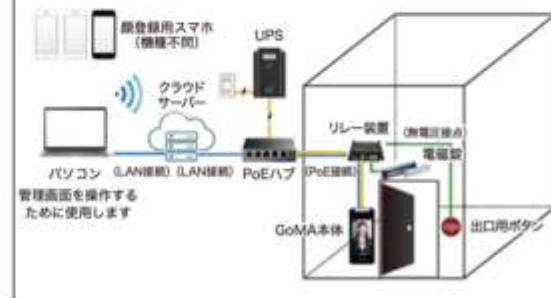 顔登録用スマホ
(機種不問)
UPS
クラウド
サーバー
リレー装置
(無電圧接点)
電磁錠
パソコン
(LAN接続)
(LAN接続)
PoEハブ
(PoE接続)
管理画面を操作する
ために使用します
GoMA本体
出口用ボタン